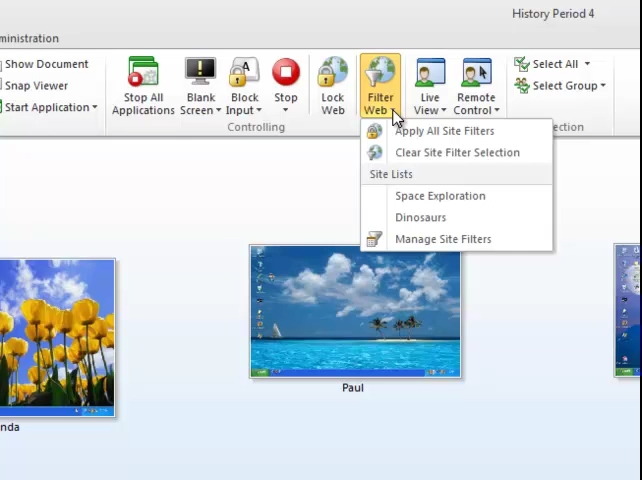 History Period 4
ministration
Show Document
Snap Viewer
Start Application
Stop All
Applications
Blank
Screen
Block
Input
Stop
Lock
Web
Filter
Web
Live
View
Remote
Control
Select All
Select Group
Controlling
ection
Apply All Site Filters
Clear Site Filter Selection
Site Lists
Space Exploration
Dinosaurs
Manage Site Filters
Paul
nda